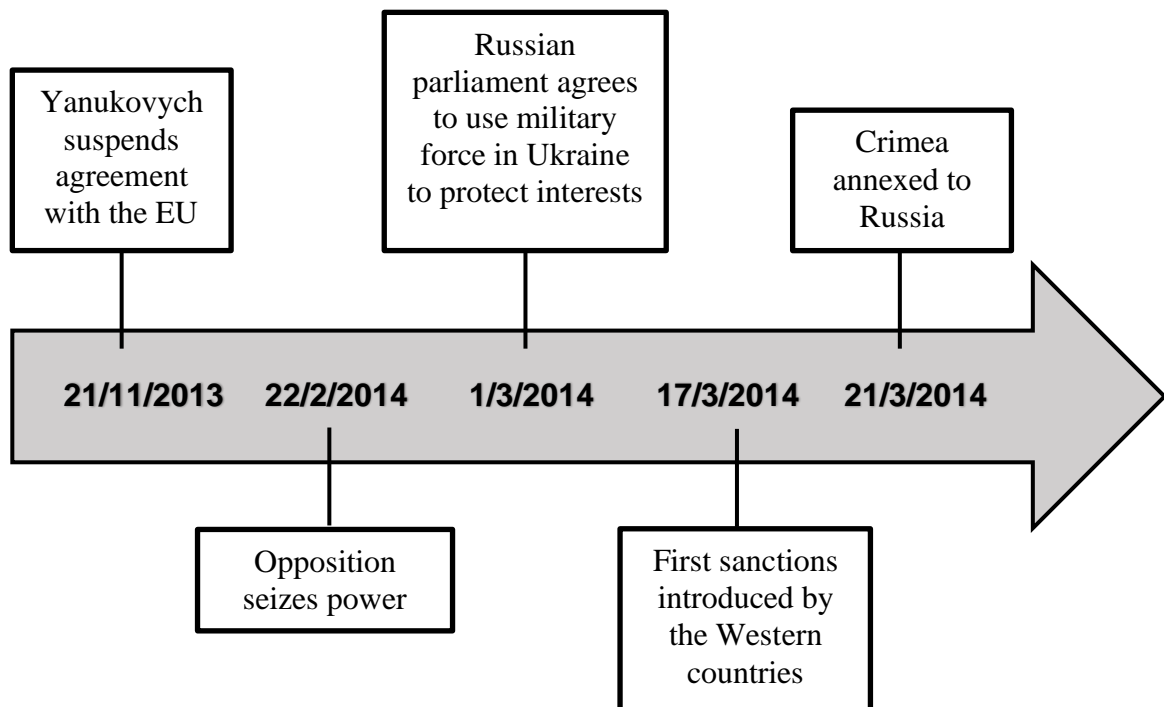 Yanukovych
suspends
agreement
with the EU
Russian
parliament agrees
to use military
force in Ukraine
to protect interests
Crimea
annexed to
Russia
21/11/2013
22/2/2014
1/3/2014
17/3/2014
21/3/2014
Opposition
seizes power
First sanctions
introduced by
the Western
countries